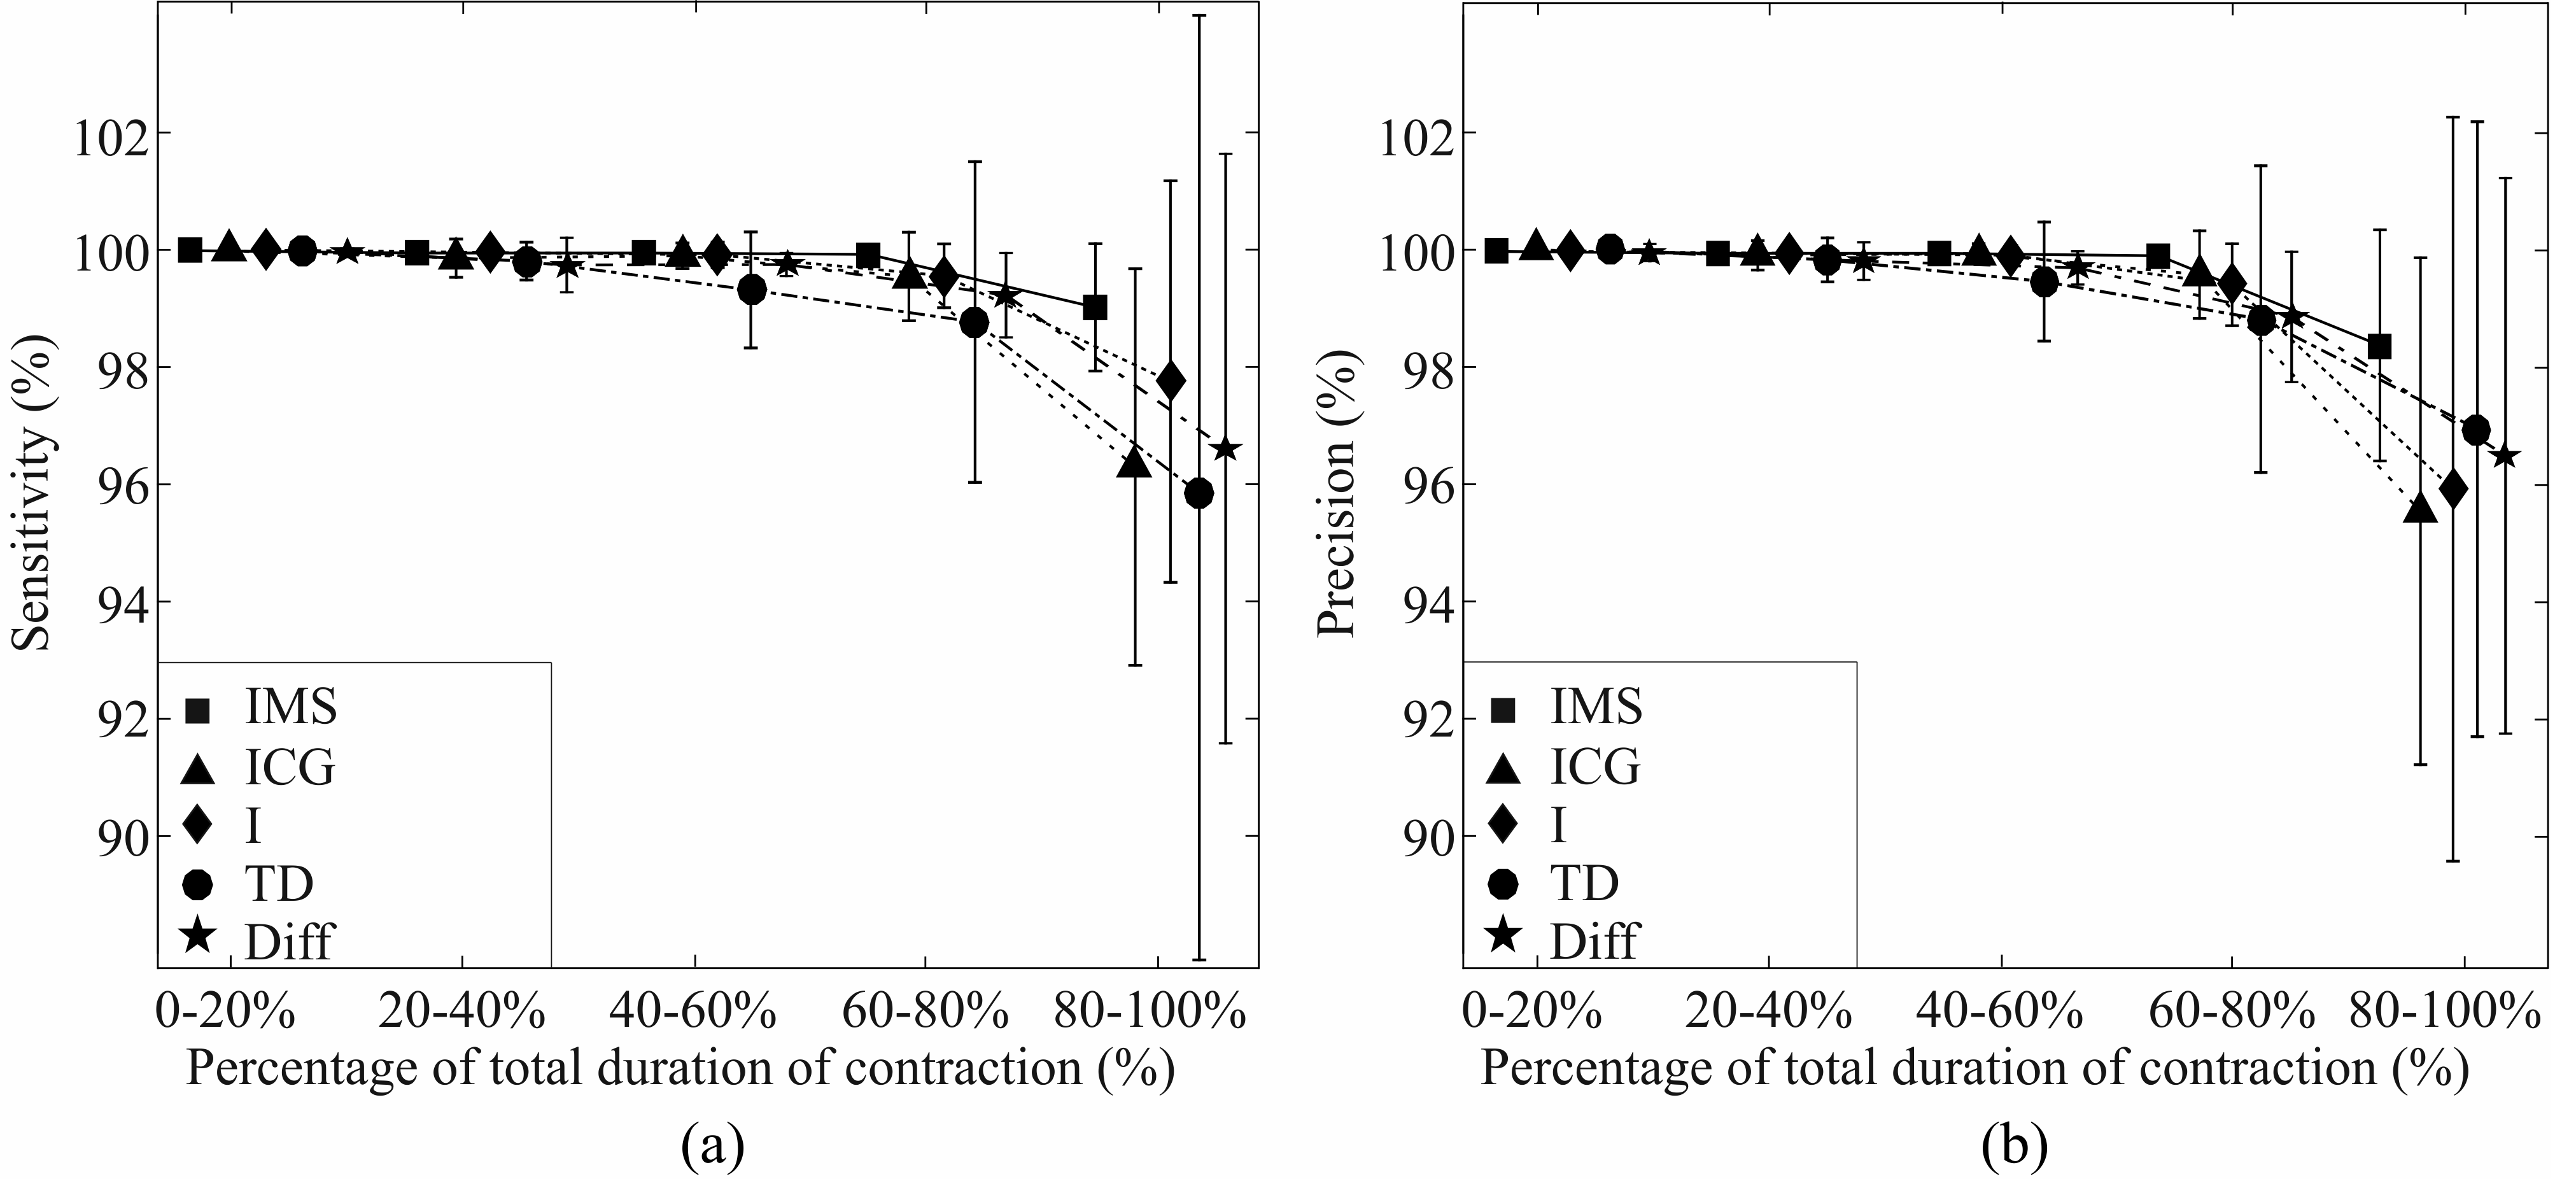 Sensitivity (%)
102
100
98
96
94
92
90
IMS
ICG
I
TD
Diff
0-20% 20-40% 40-60% 60-80% 80-100%
Percentage of total duration of contraction (%)
(a)
Precision (%)
102
100
98
96
94
92
90
IMS
ICG
I
TD
Diff
0-20% 20-40% 40-60% 60-80% 80-100%
Percentage of total duration of contraction (%)
(b)